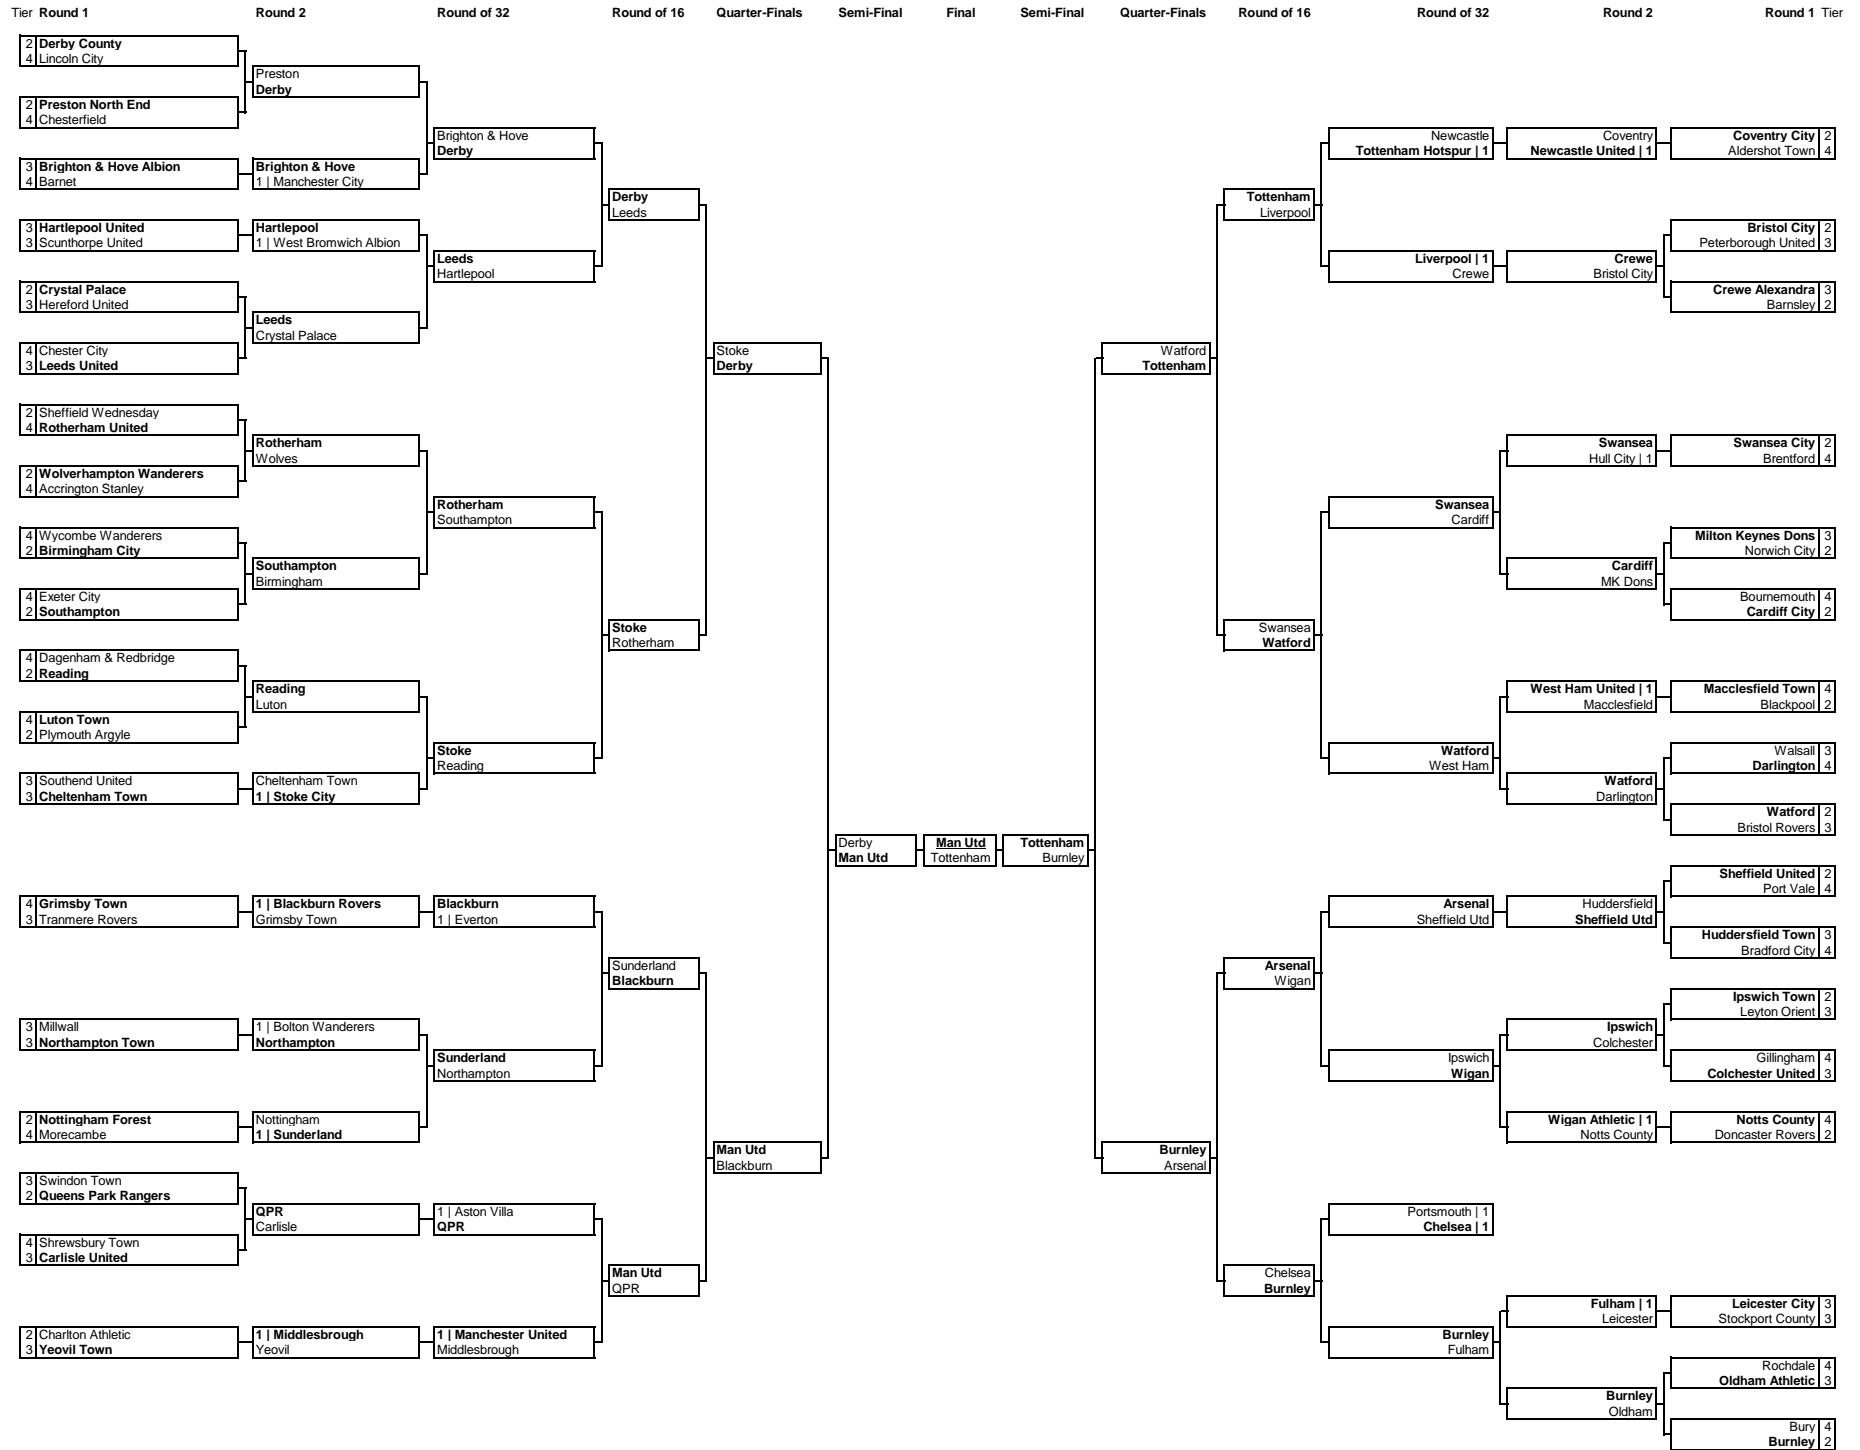 Tier Round 1 Round 2 Round of 32 Round of 16 Quarter-Finals Semi-Final Final Semi-Final Quarter-Finals Round of 16 Round of 32 Round 2 Round 1 Tier
2 Derby County
4 Lincoln City
2 Preston North End
4 Chesterfield
3 Brighton & Hove Albion
4 Barnet
3 Hartlepool United
3 Scunthorpe United
2 Crystal Palace
3 Hereford United
4 Chester City
3 Leeds United
2 Sheffield Wednesday
4 Rotherham United
2 Wolverhampton Wanderers
4 Accrington Stanley
4 Wycombe Wanderers
2 Birmingham City
4 Exeter City
2 Southampton
4 Dagenham & Redbridge
2 Reading
4 Luton Town
2 Plymouth Argyle
3 Southend United
3 Cheltenham Town
4 Grimsby Town
3 Tranmere Rovers
3 Millwall
3 Northampton Town
2 Nottingham Forest
4 Morecambe
3 Swindon Town
2 Queens Park Rangers
4 Shrewsbury Town
3 Carlisle United
2 Charlton Athletic
3 Yeovil Town
Preston
Derby
Brighton & Hove
1 | Manchester City
Hartlepool
1 | West Bromwich Albion
Leeds
Crystal Palace
Rotherham
Wolves
Southampton
Birmingham
Reading
Luton
Cheltenham Town
1 | Stoke City
1 | Blackburn Rovers
Grimsby Town
1 | Bolton Wanderers
Northampton
Nottingham
1 | Sunderland
QPR
Carlisle
1 | Middlesbrough
Yeovil
Brighton & Hove
Derby
Leeds
Hartlepool
Rotherham
Southampton
Stoke
Reading
Blackburn
1 | Everton
Sunderland
Northampton
1 | Aston Villa
QPR
1 | Manchester United
Middlesbrough
Derby
Leeds
Stoke
Rotherham
Sunderland
Blackburn
Man Utd
QPR
Stoke
Derby
Man Utd
Blackburn
Derby
Man Utd
Man Utd
Tottenham
Tottenham
Burnley
Watford
Tottenham
Burnley
Arsenal
Tottenham
Liverpool
Swansea
Watford
Arsenal
Wigan
Chelsea
Burnley
Newcastle
Tottenham Hotspur | 1
Liverpool | 1
Crewe
Swansea
Cardiff
Watford
West Ham
Arsenal
Sheffield Utd
Ipswich
Wigan
Portsmouth | 1
Chelsea | 1
Burnley
Fulham
Coventry
Newcastle United | 1
Crewe
Bristol City
Swansea
Hull City | 1
Cardiff
MK Dons
West Ham United | 1
Macclesfield
Watford
Darlington
Huddersfield
Sheffield Utd
Ipswich
Colchester
Wigan Athletic | 1
Notts County
Fulham | 1
Leicester
Burnley
Oldham
Coventry City 2
Aldershot Town 4
Bristol City 2
Peterborough United 3
Crewe Alexandra 3
Barnsley 2
Swansea City 2
Brentford 4
Milton Keynes Dons 3
Norwich City 2
Bournemouth 4
Cardiff City 2
Macclesfield Town 4
Blackpool 2
Walsall 3
Darlington 4
Watford 2
Bristol Rovers 3
Sheffield United 2
Port Vale 4
Huddersfield Town 3
Bradford City 4
Ipswich Town 2
Leyton Orient 3
Gillingham 4
Colchester United 3
Notts County 4
Doncaster Rovers 2
Leicester City 3
Stockport County 3
Rochdale 4
Oldham Athletic 3
Bury 4
Burnley 2